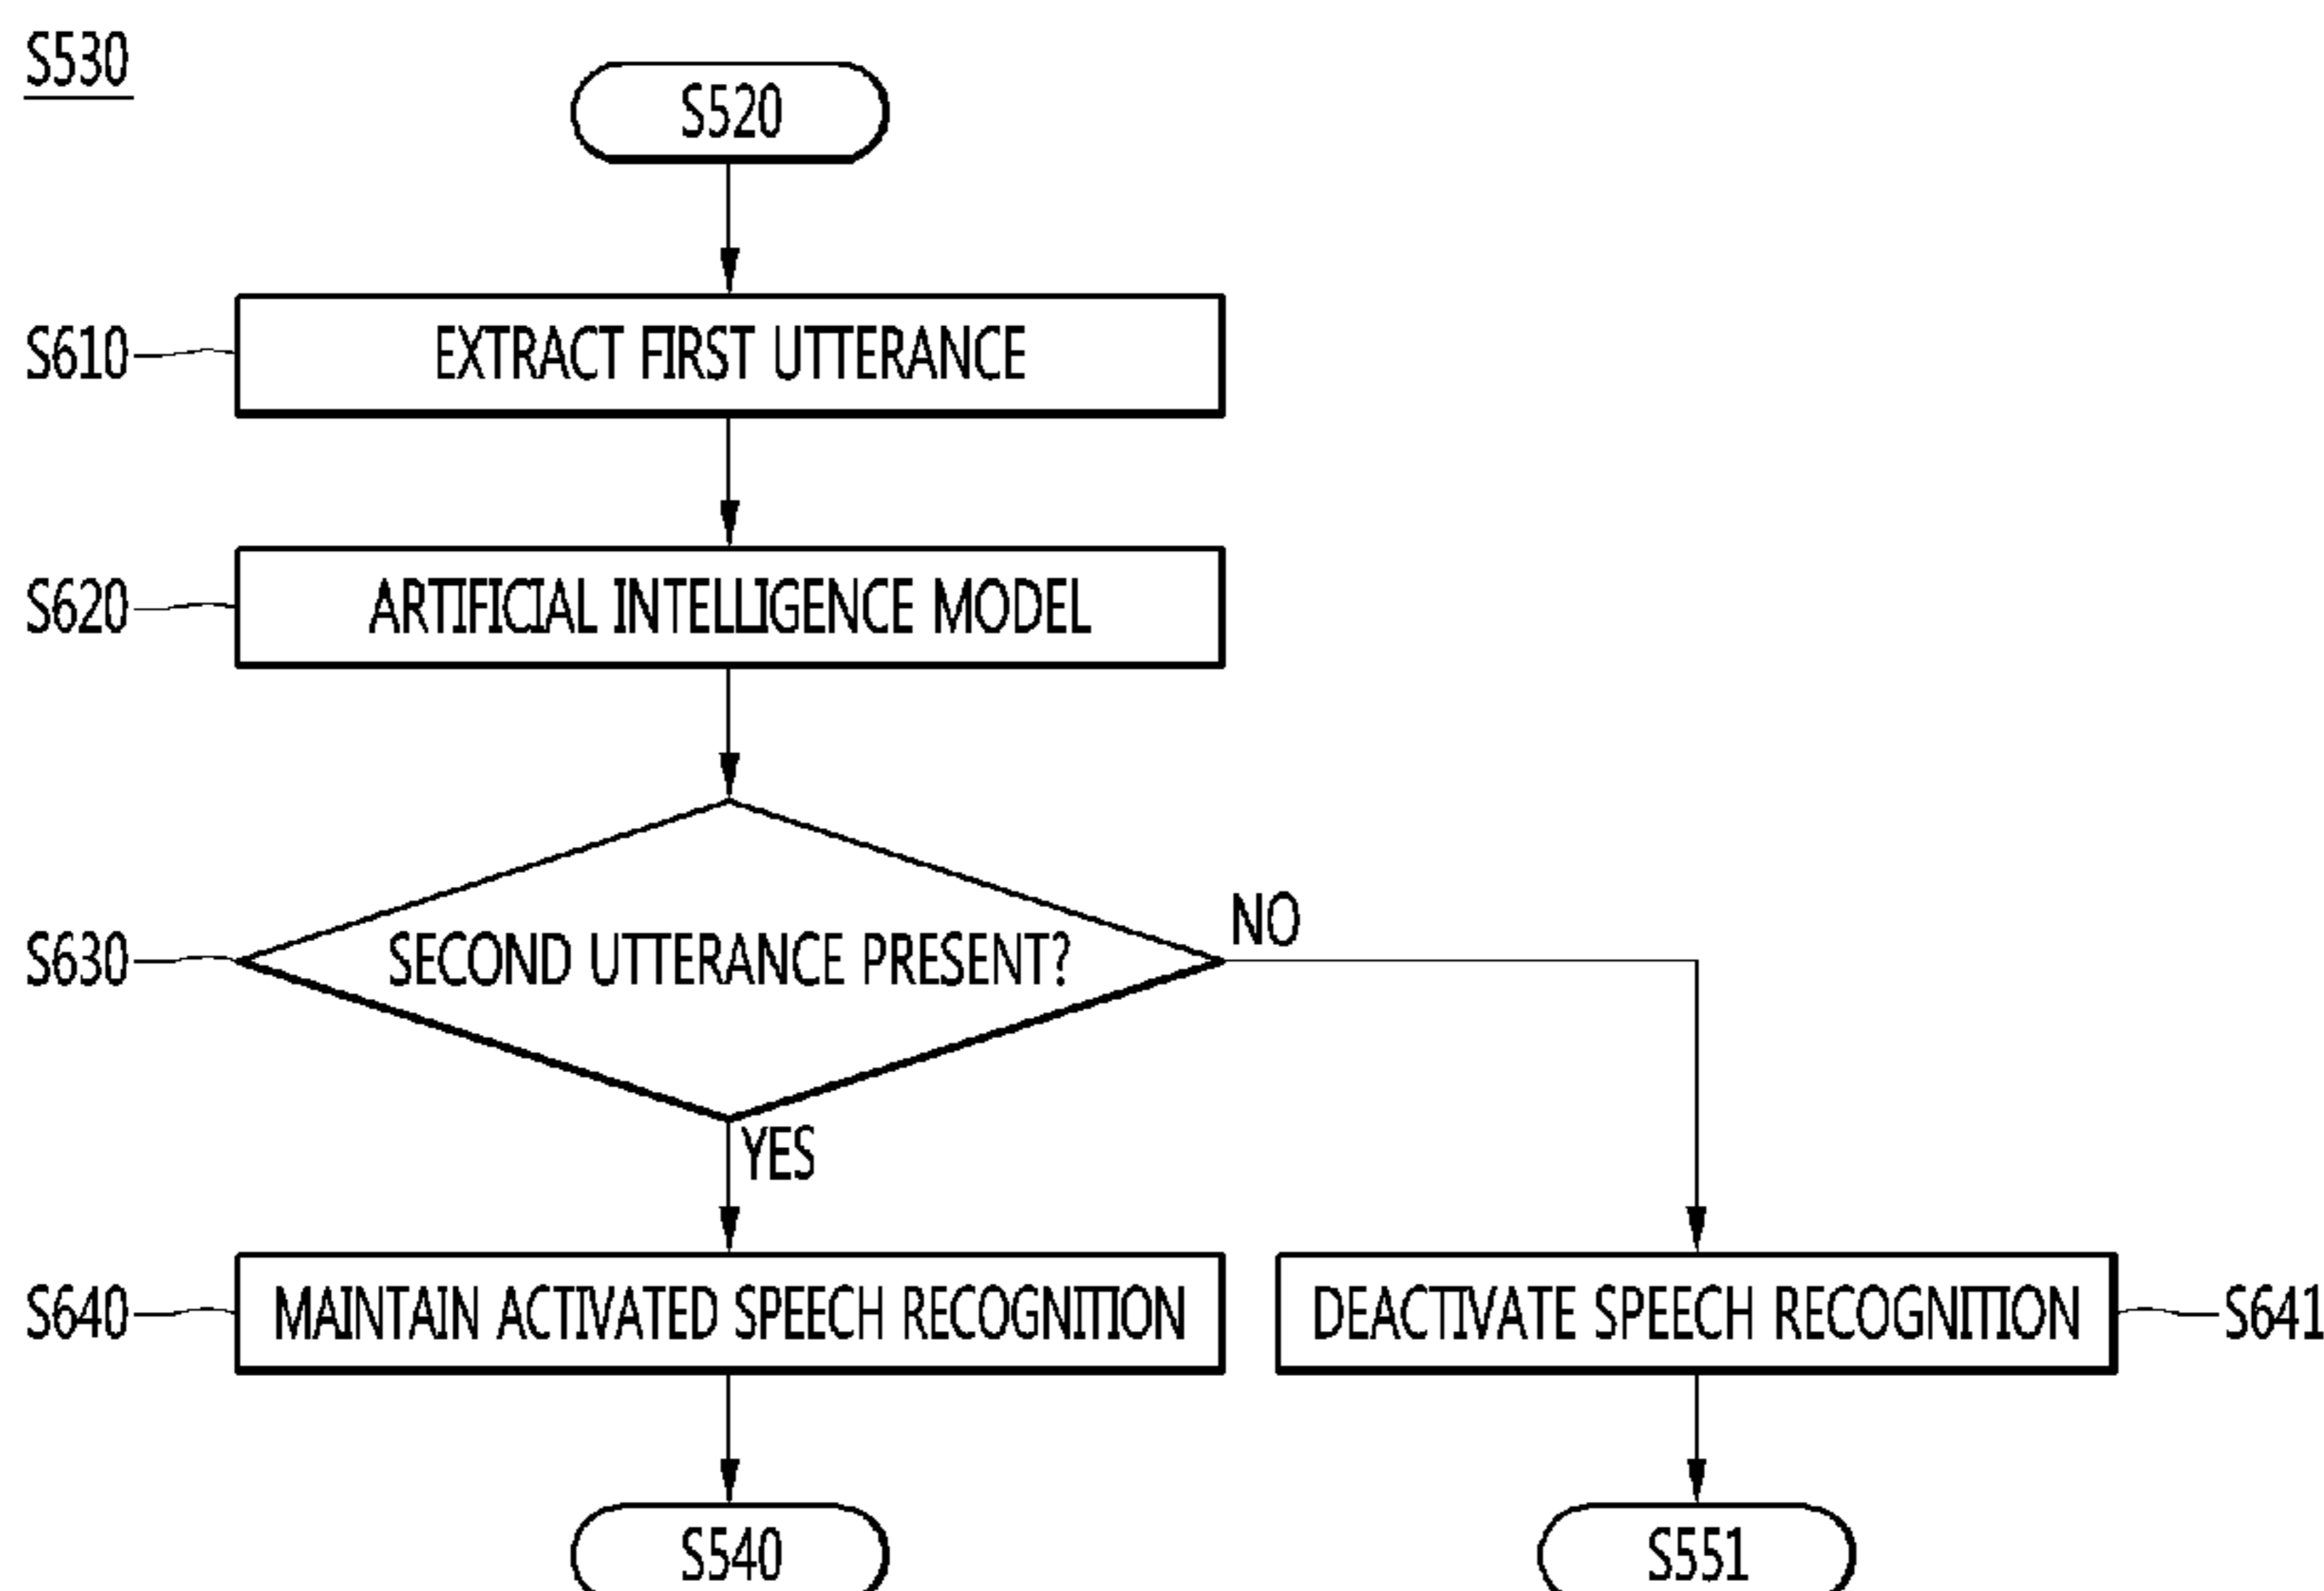 S530
S520
S610
EXTRACT FIRST UTTERANCE
S620
ARTIFICIAL INTELLIGENCE MODEL
S630
SECOND UTTERANCE PRESENT?
NO
YES
S640
MAINTAIN ACTIVATED SPEECH RECOGNITION
DEACTIVATE SPEECH RECOGNITION
S641
S540
S551